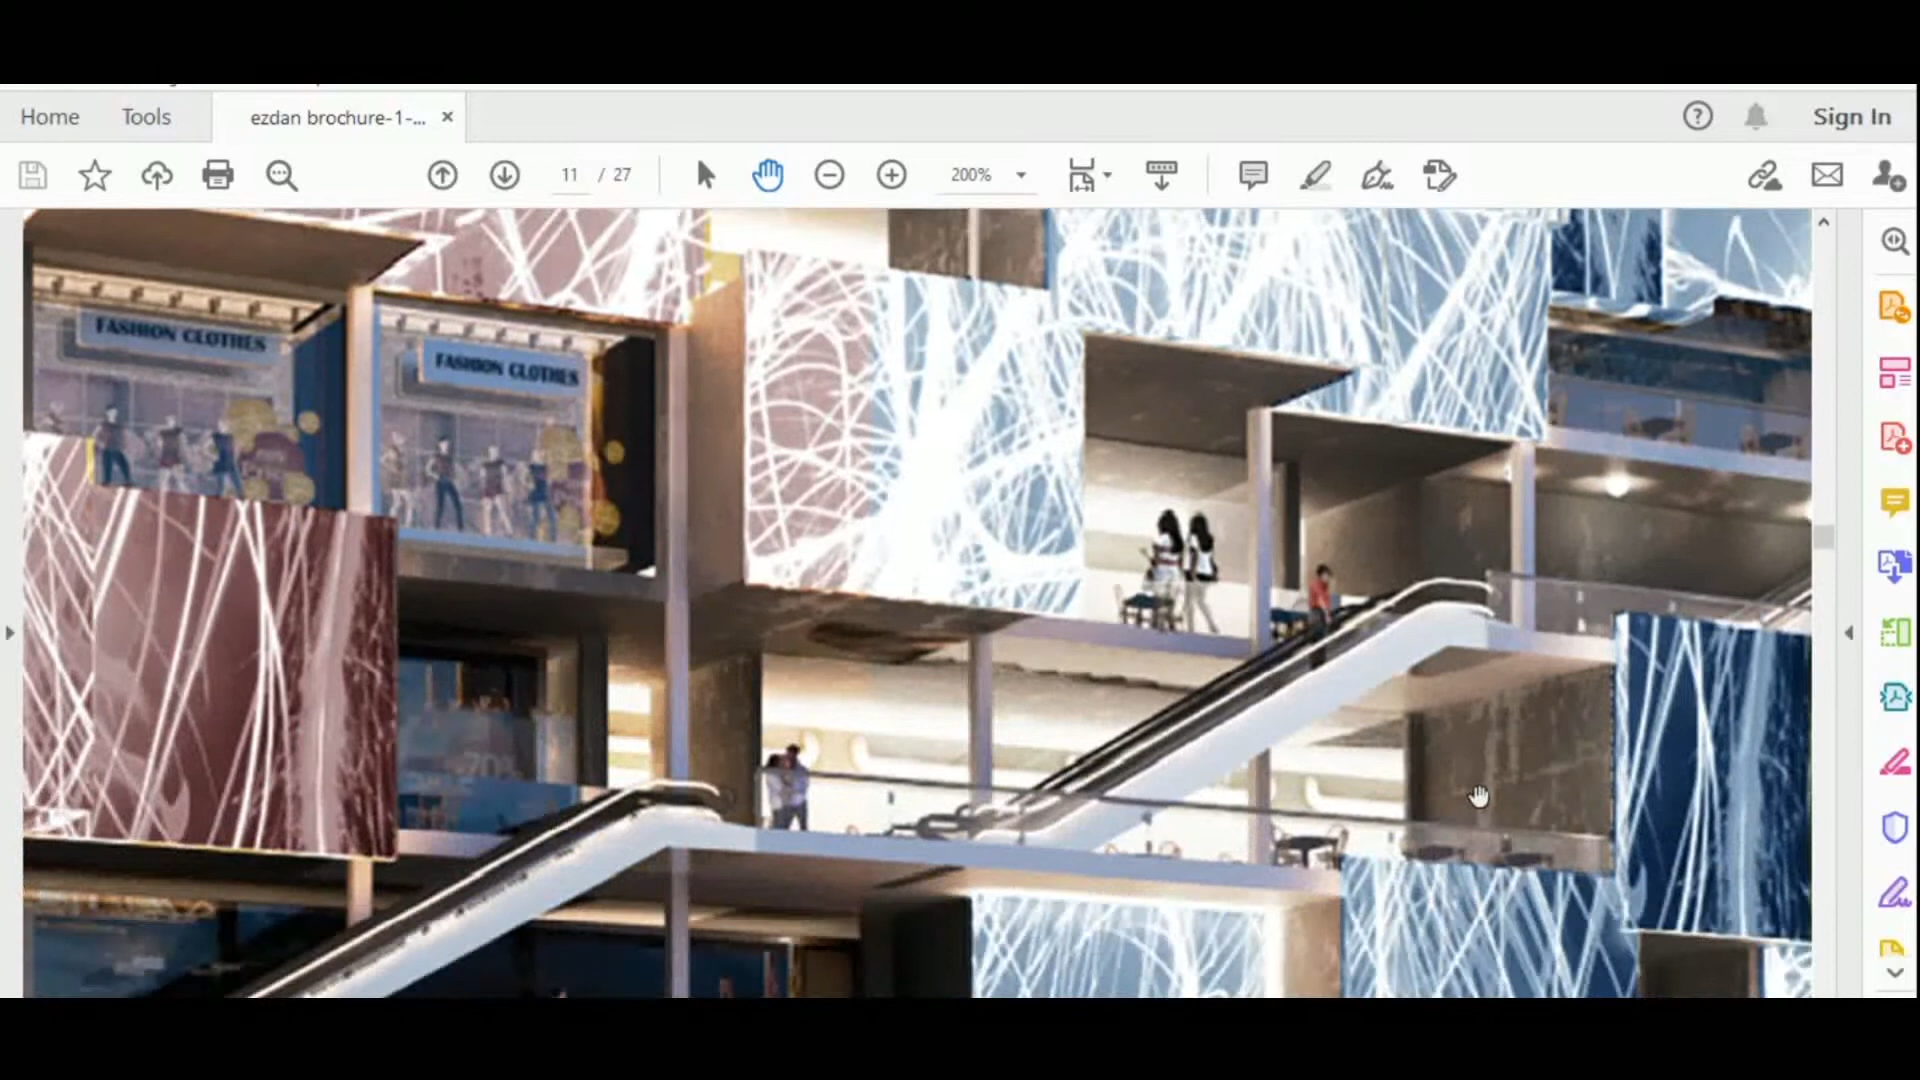 Home Tools ezdan brochure-1-... × Sign In
11 / 27 200%
FASHION CLOTHES
FASHION CLOTHES